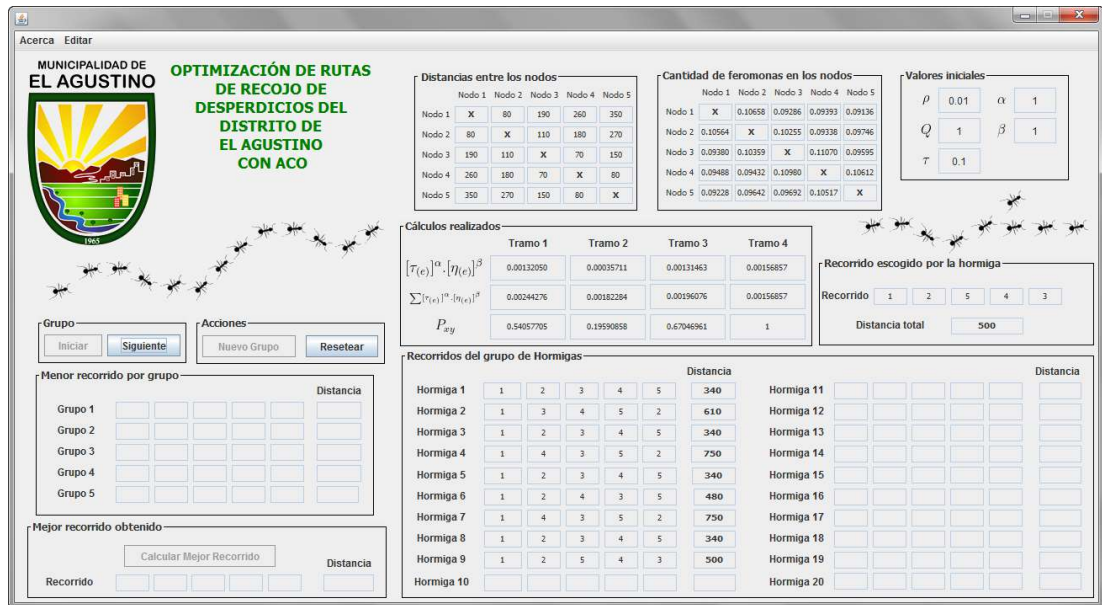 Acerca Editar
MUNICIPALIDAD DE
EL AGUSTINO
1965
OPTIMIZACIÓN DE RUTAS
DE RECOJO DE
DESPERDICIOS DEL
DISTRITO DE
EL AGUSTINO
CON ACO
Distancias entre los nodos
Nodo 1 Nodo 2 Nodo 3 Nodo 4 Nodo 5
Nodo 1 X 80 190 260 350
Nodo 2 80 X 110 180 270
Nodo 3 190 110 X 70 150
Nodo 4 260 180 70 X 80
Nodo 5 350 270 150 80 X
Cantidad de feromonas en los nodos
Nodo 1 Nodo 2 Nodo 3 Nodo 4 Nodo 5
Nodo 1 X 0.10658 0.09286 0.09393 0.09136
Nodo 2 0.10564 X 0.10255 0.09338 0.09746
Nodo 3 0.09380 0.10359 X 0.11070 0.09595
Nodo 4 0.09488 0.09432 0.10980 X 0.10612
Nodo 5 0.09228 0.09642 0.09692 0.10517 X
Valores iniciales
ρ 0.01 α 1
Q 1 β 1
τ 0.1
Cálculos realizados
Tramo 1 Tramo 2 Tramo 3 Tramo 4
[τ(e)]^α.[η(e)]^β 0.00132050 0.00035711 0.00131463 0.00156857
∑[τ(e)]^α.[η(e)]^β 0.00244276 0.00182284 0.00196076 0.00156857
Pxy 0.54057705 0.19590858 0.67046961 1
Recorrido escogido por la hormiga
Recorrido 1 2 5 4 3
Distancia total 500
Grupo
Iniciar Siguiente
Acciones
Nuevo Grupo Resetear
Menor recorrido por grupo
Distancia
Grupo 1
Grupo 2
Grupo 3
Grupo 4
Grupo 5
Mejor recorrido obtenido
Calcular Mejor Recorrido
Distancia
Recorrido
Recorridos del grupo de Hormigas
Distancia
Hormiga 1 1 2 3 4 5 340
Hormiga 2 1 3 4 5 2 610
Hormiga 3 1 2 3 4 5 340
Hormiga 4 1 4 3 5 2 750
Hormiga 5 1 2 3 4 5 340
Hormiga 6 1 2 4 3 5 480
Hormiga 7 1 4 3 5 2 750
Hormiga 8 1 2 3 4 5 340
Hormiga 9 1 2 5 4 3 500
Hormiga 10
Distancia
Hormiga 11
Hormiga 12
Hormiga 13
Hormiga 14
Hormiga 15
Hormiga 16
Hormiga 17
Hormiga 18
Hormiga 19
Hormiga 20